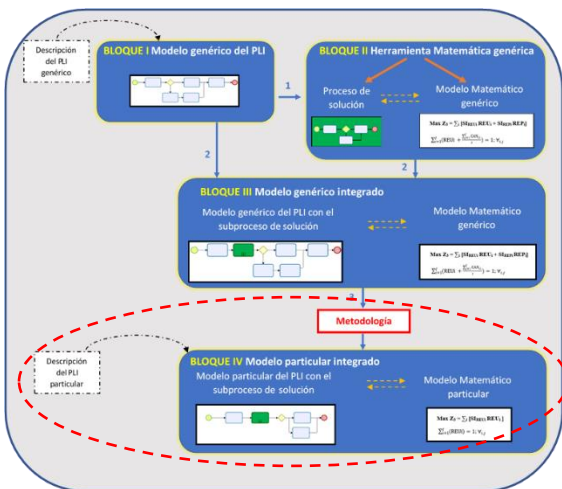 Descripción
del PLI
genérico
BLOQUE I Modelo genérico del PLI
1
BLOQUE II Herramienta Matemática genérica
Proceso de
solución
Modelo Matemático
genérico
2
2
BLOQUE III Modelo genérico integrado
Modelo genérico del PLI con el
subproceso de solución
Modelo Matemático
genérico
3
Metodología
Descripción
del PLI
particular
BLOQUE IV Modelo particular integrado
Modelo particular del PLI con el
subproceso de solución
Modelo Matemático
particular